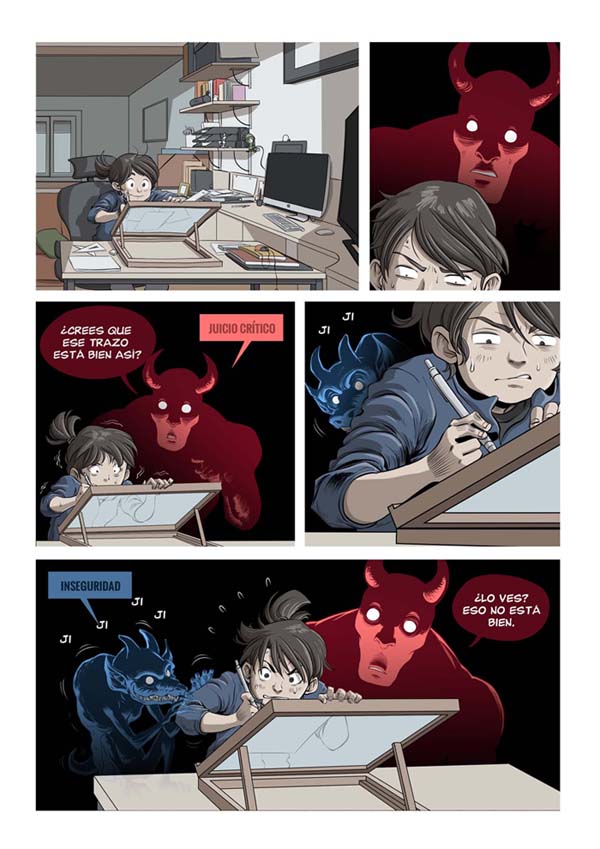 ¿CREES QUE
ESE TRAZO
ESTÁ BIEN ASÍ?
JUICIO CRÍTICO
JI
JI
INSEGURIDAD
JI
JI
JI
JI
¿LO VES?
ESO NO ESTÁ
BIEN.